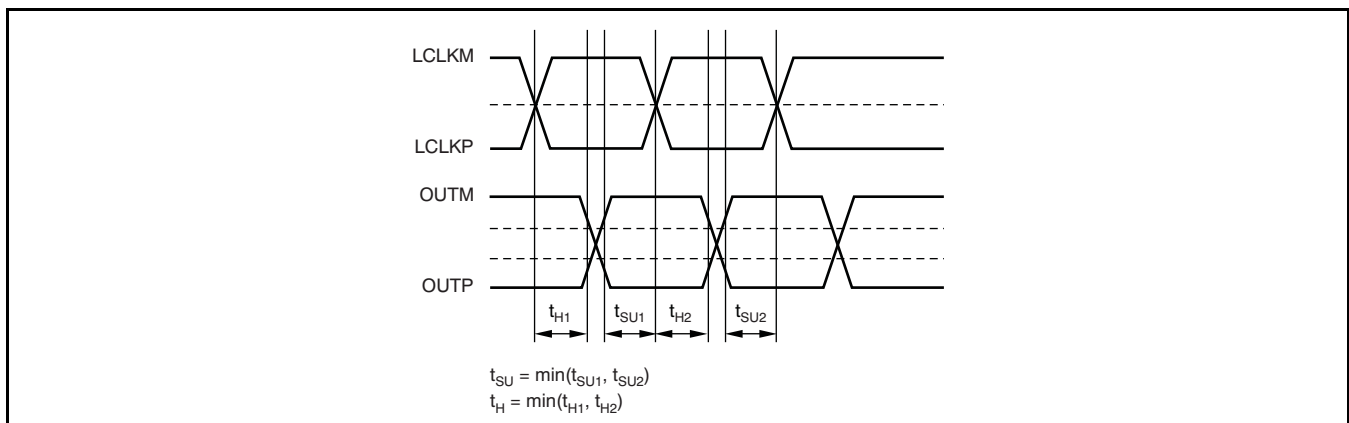 LCLKM
LCLKP
OUTM
OUTP
tH1 tSU1 tH2 tSU2
tSU = min(tSU1, tSU2)
tH = min(tH1, tH2)